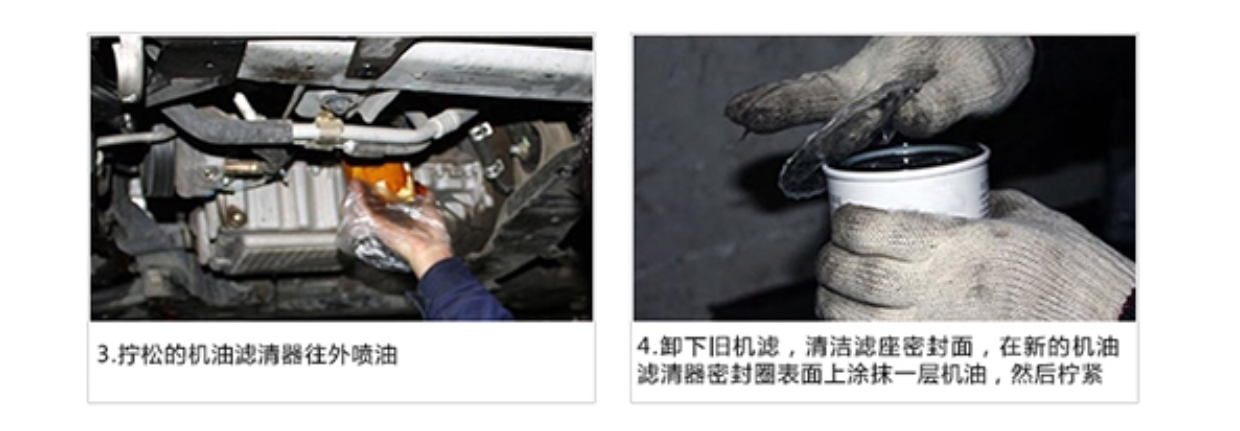 3.拧松的机油滤清器往外喷油
4.卸下旧机滤，清洁滤座密封面，在新的机油
滤清器密封圈表面上涂抹一层机油，然后柠紧